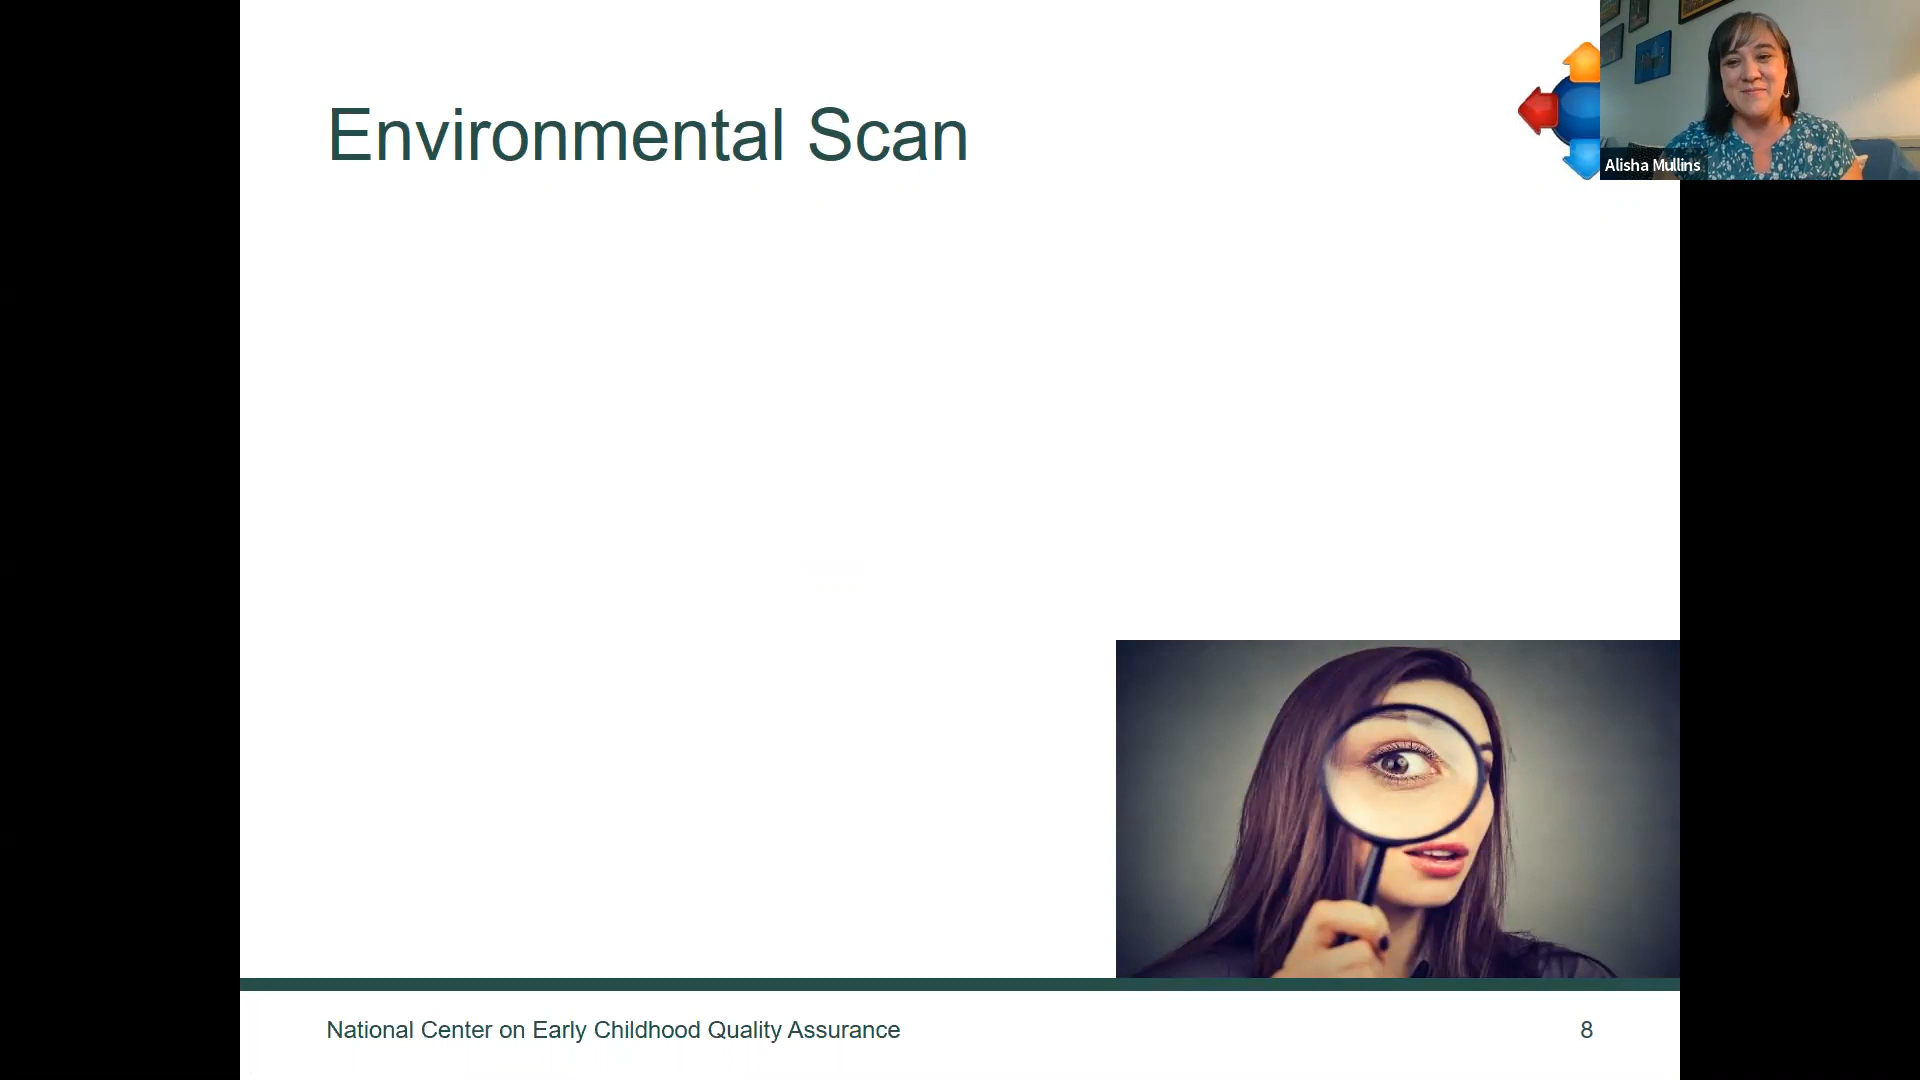 Environmental Scan
Alisha Mullins
National Center on Early Childhood Quality Assurance
8